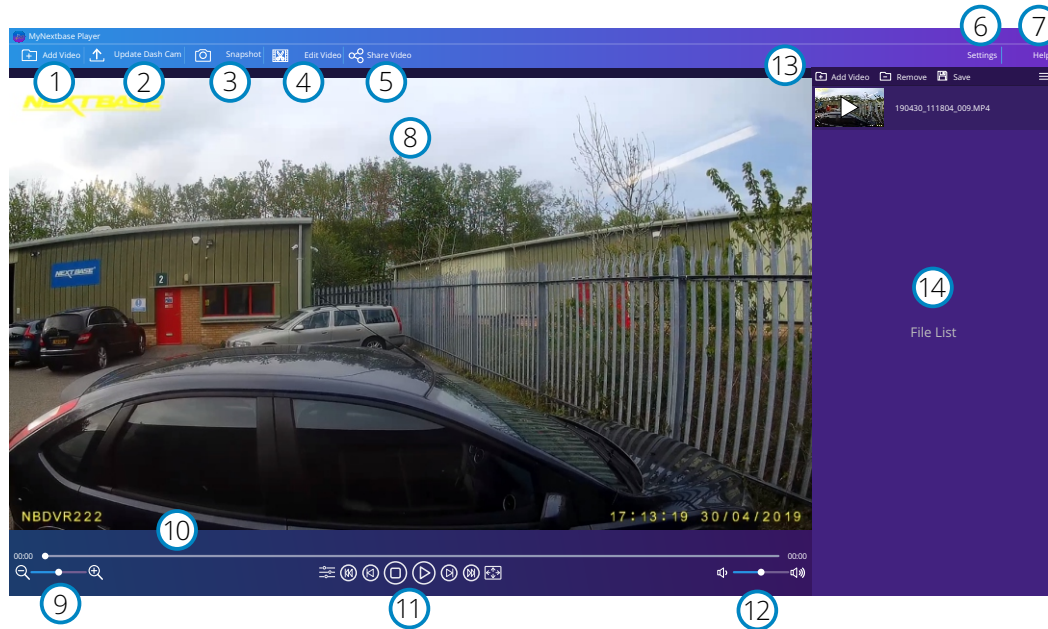 MyNextbase Player
Add Video Update Dash Cam Snapshot Edit Video Share Video Settings Help
1 2 3 4 5 6 7
13
Add Video Remove Save
190430_111804_009.MP4
NEXTBASE
8
NEXTBASE
2
14
File List
NBDVR222
17:13:19 30/04/2019
10
00:00 00:00
9 11 12